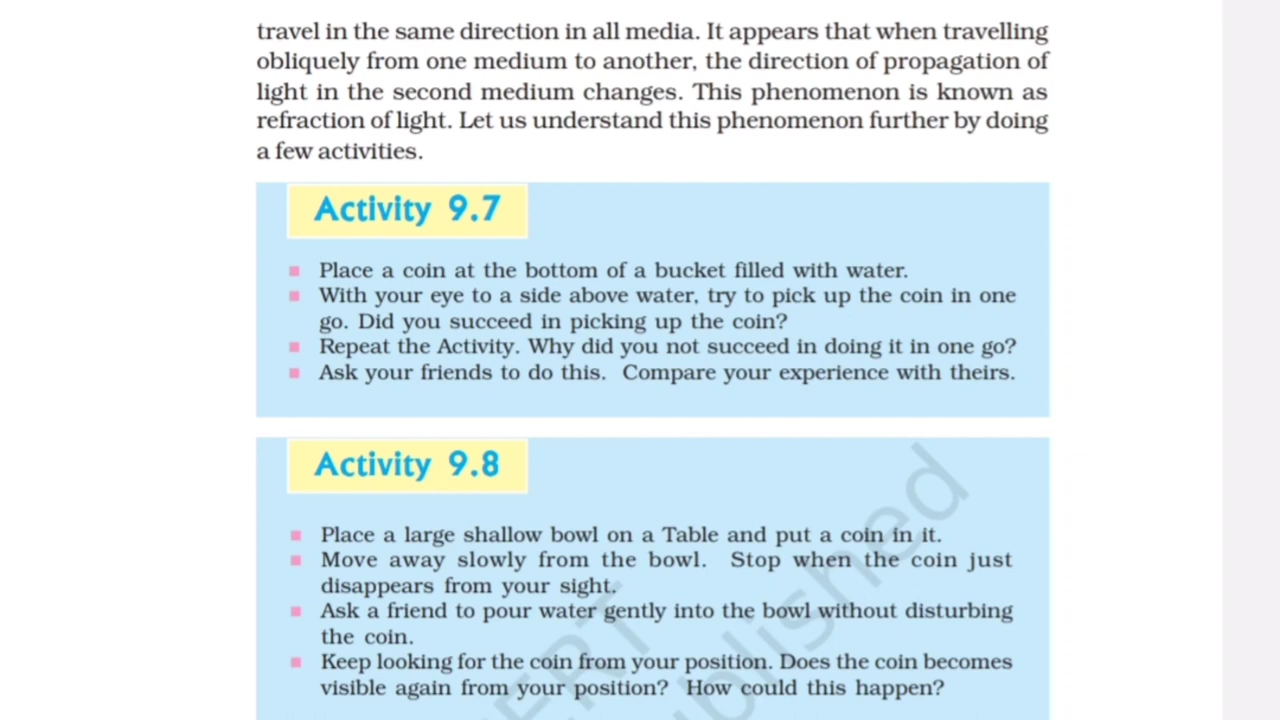 travel in the same direction in all media. It appears that when travelling
obliquely from one medium to another, the direction of propagation of
light in the second medium changes. This phenomenon is known as
refraction of light. Let us understand this phenomenon further by doing
a few activities.
Activity 9.7
Place a coin at the bottom of a bucket filled with water.
With your eye to a side above water, try to pick up the coin in one
go. Did you succeed in picking up the coin?
Repeat the Activity. Why did you not succeed in doing it in one go?
Ask your friends to do this. Compare your experience with theirs.
Activity 9.8
Place a large shallow bowl on a Table and put a coin in it.
Move away slowly from the bowl. Stop when the coin just
disappears from your sight.
Ask a friend to pour water gently into the bowl without disturbing
the coin.
Keep looking for the coin from your position. Does the coin becomes
visible again from your position? How could this happen?